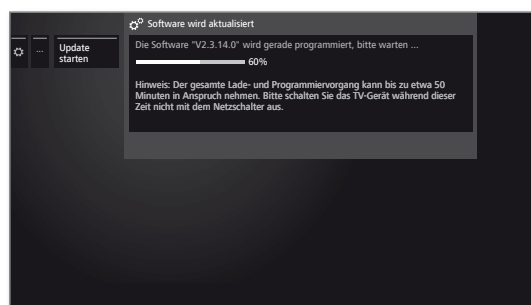 Software wird aktualisiert
...
Update
starten
Die Software "V2.3.14.0" wird gerade programmiert, bitte warten ...
60%
Hinweis: Der gesamte Lade- und Programmiervorgang kann bis zu etwa 50
Minuten in Anspruch nehmen. Bitte schalten Sie das TV-Gerät während dieser
Zeit nicht mit dem Netzschalter aus.